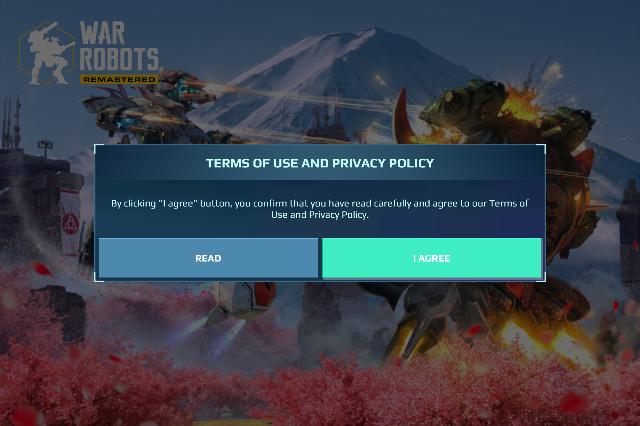 WAR
ROBOTS
REMASTERED
TERMS OF USE AND PRIVACY POLICY
By clicking "I agree" button, you confirm that you have read carefully and agree to our Terms of
Use and Privacy Policy.
READ
I AGREE